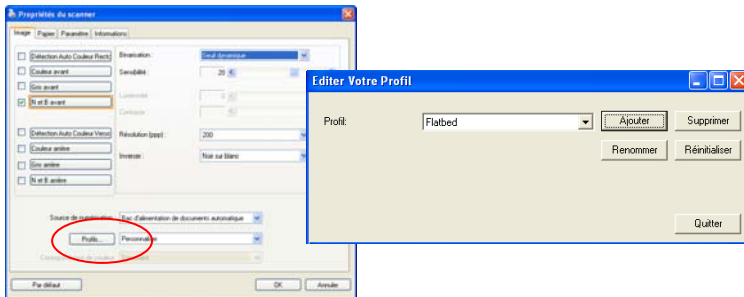 Propriétés du scanner
Image Papier Paramètre Informations
Détection Auto Couleur Recto
Couleur avant
Gris avant
N et B avant
Détection Auto Couleur Verso
Couleur arrière
Gris arrière
N et B arrière
Binarisation : Seuil dynamique
Sensibilité : 20
Luminosité
Contraste
Résolution (ppp) : 200
Inverser : Noir sur blanc
Source de numérisation : Bac d'alimentation de documents automatique
Profils... Personnaliser
Par défaut OK Annuler
Editer Votre Profil
Profil: Flatbed Ajouter Supprimer
Renommer Réinitialiser
Quitter